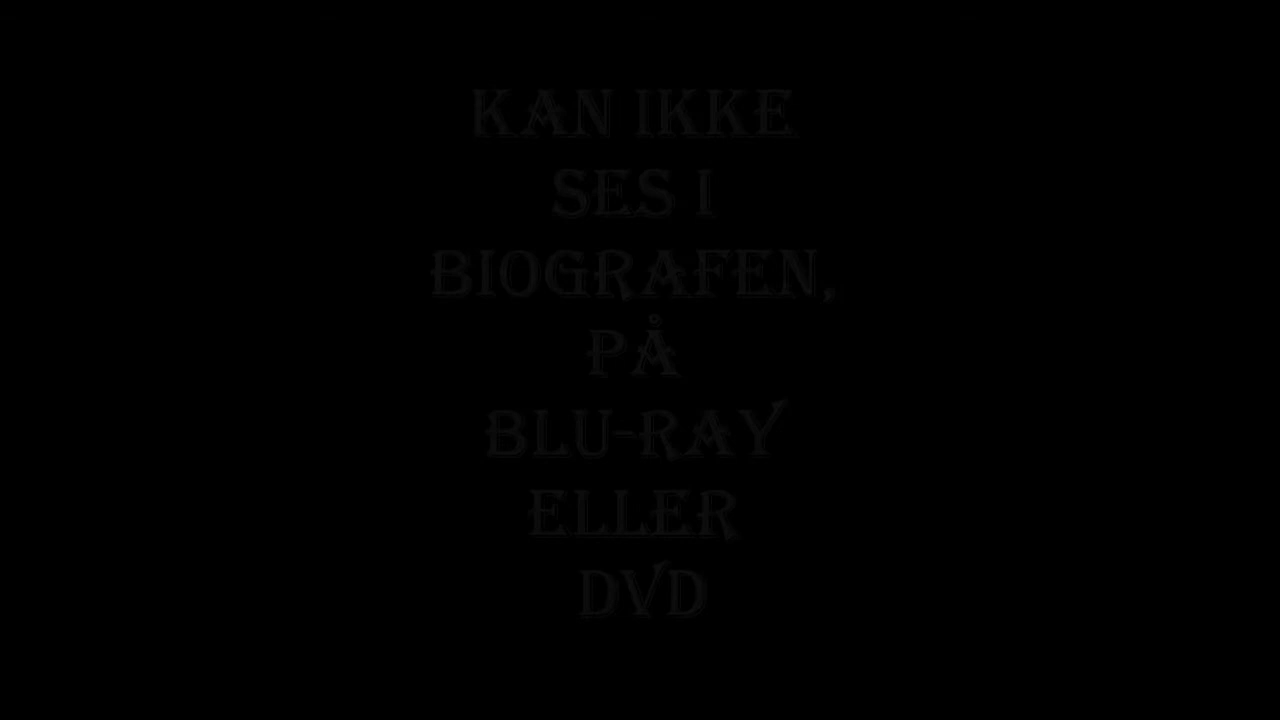 KAN IKKE
SES I
BIOGRAFEN,
PÅ
BLU-RAY
ELLER
DVD